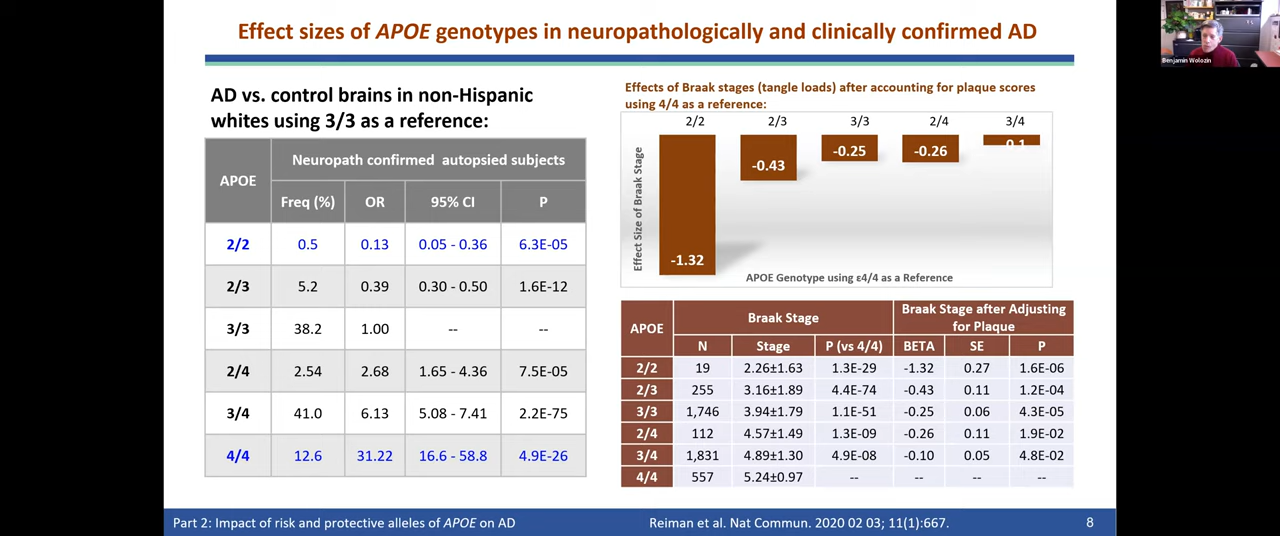 Effect sizes of APOE genotypes in neuropathologically and clinically confirmed AD
Benjamin Wolozin
AD vs. control brains in non-Hispanic
whites using 3/3 as a reference:
APOE
Neuropath confirmed autopsied subjects
Freq (%) OR 95% CI P
2/2 0.5 0.13 0.05 - 0.36 6.3E-05
2/3 5.2 0.39 0.30 - 0.50 1.6E-12
3/3 38.2 1.00 -- --
2/4 2.54 2.68 1.65 - 4.36 7.5E-05
3/4 41.0 6.13 5.08 - 7.41 2.2E-75
4/4 12.6 31.22 16.6 - 58.8 4.9E-26
Effects of Braak stages (tangle loads) after accounting for plaque scores
using 4/4 as a reference:
2/2 2/3 3/3 2/4 3/4
Effect Size of Braak Stage
-1.32 -0.43 -0.25 -0.26
APOE Genotype using ε4/4 as a Reference
APOE
Braak Stage
Braak Stage after Adjusting
for Plaque
N Stage P (vs 4/4) BETA SE P
2/2 19 2.26±1.63 1.3E-29 -1.32 0.27 1.6E-06
2/3 255 3.16±1.89 4.4E-74 -0.43 0.11 1.2E-04
3/3 1,746 3.94±1.79 1.1E-51 -0.25 0.06 4.3E-05
2/4 112 4.57±1.49 1.3E-09 -0.26 0.11 1.9E-02
3/4 1,831 4.89±1.30 4.9E-08 -0.10 0.05 4.8E-02
4/4 557 5.24±0.97 -- -- -- --
Part 2: Impact of risk and protective alleles of APOE on AD
Reiman et al. Nat Commun. 2020 02 03; 11(1):667.
8